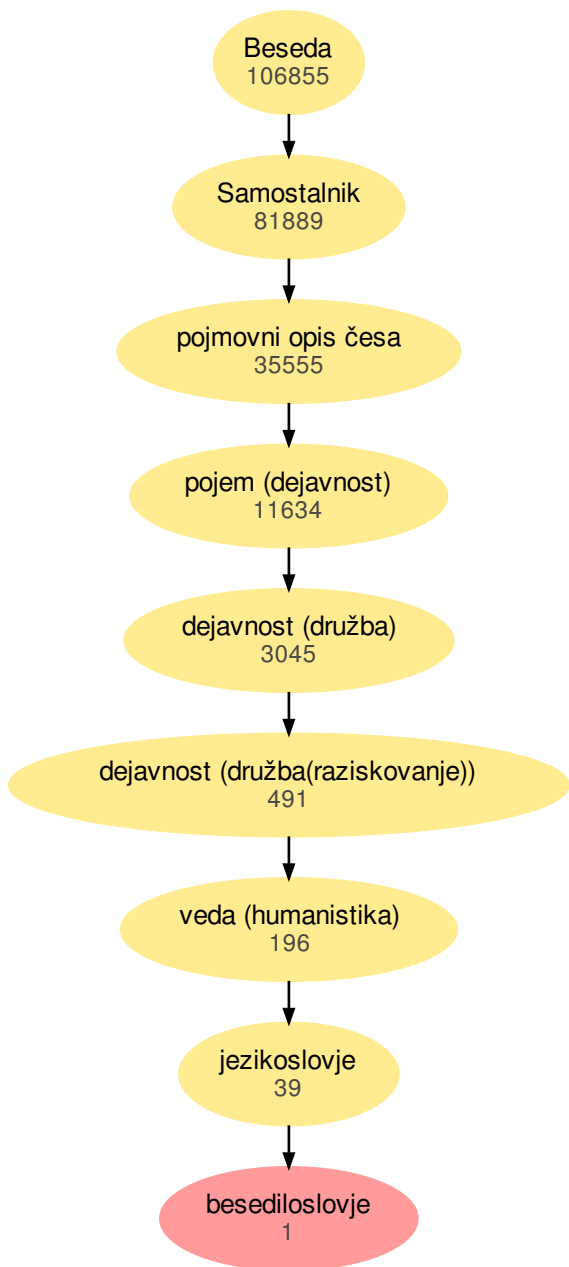 Beseda
106855
Samostalnik
81889
pojmovni opis česa
35555
pojem (dejavnost)
11634
dejavnost (družba)
3045
dejavnost (družba(raziskovanje))
491
veda (humanistika)
196
jezikoslovje
39
besediloslovje
1